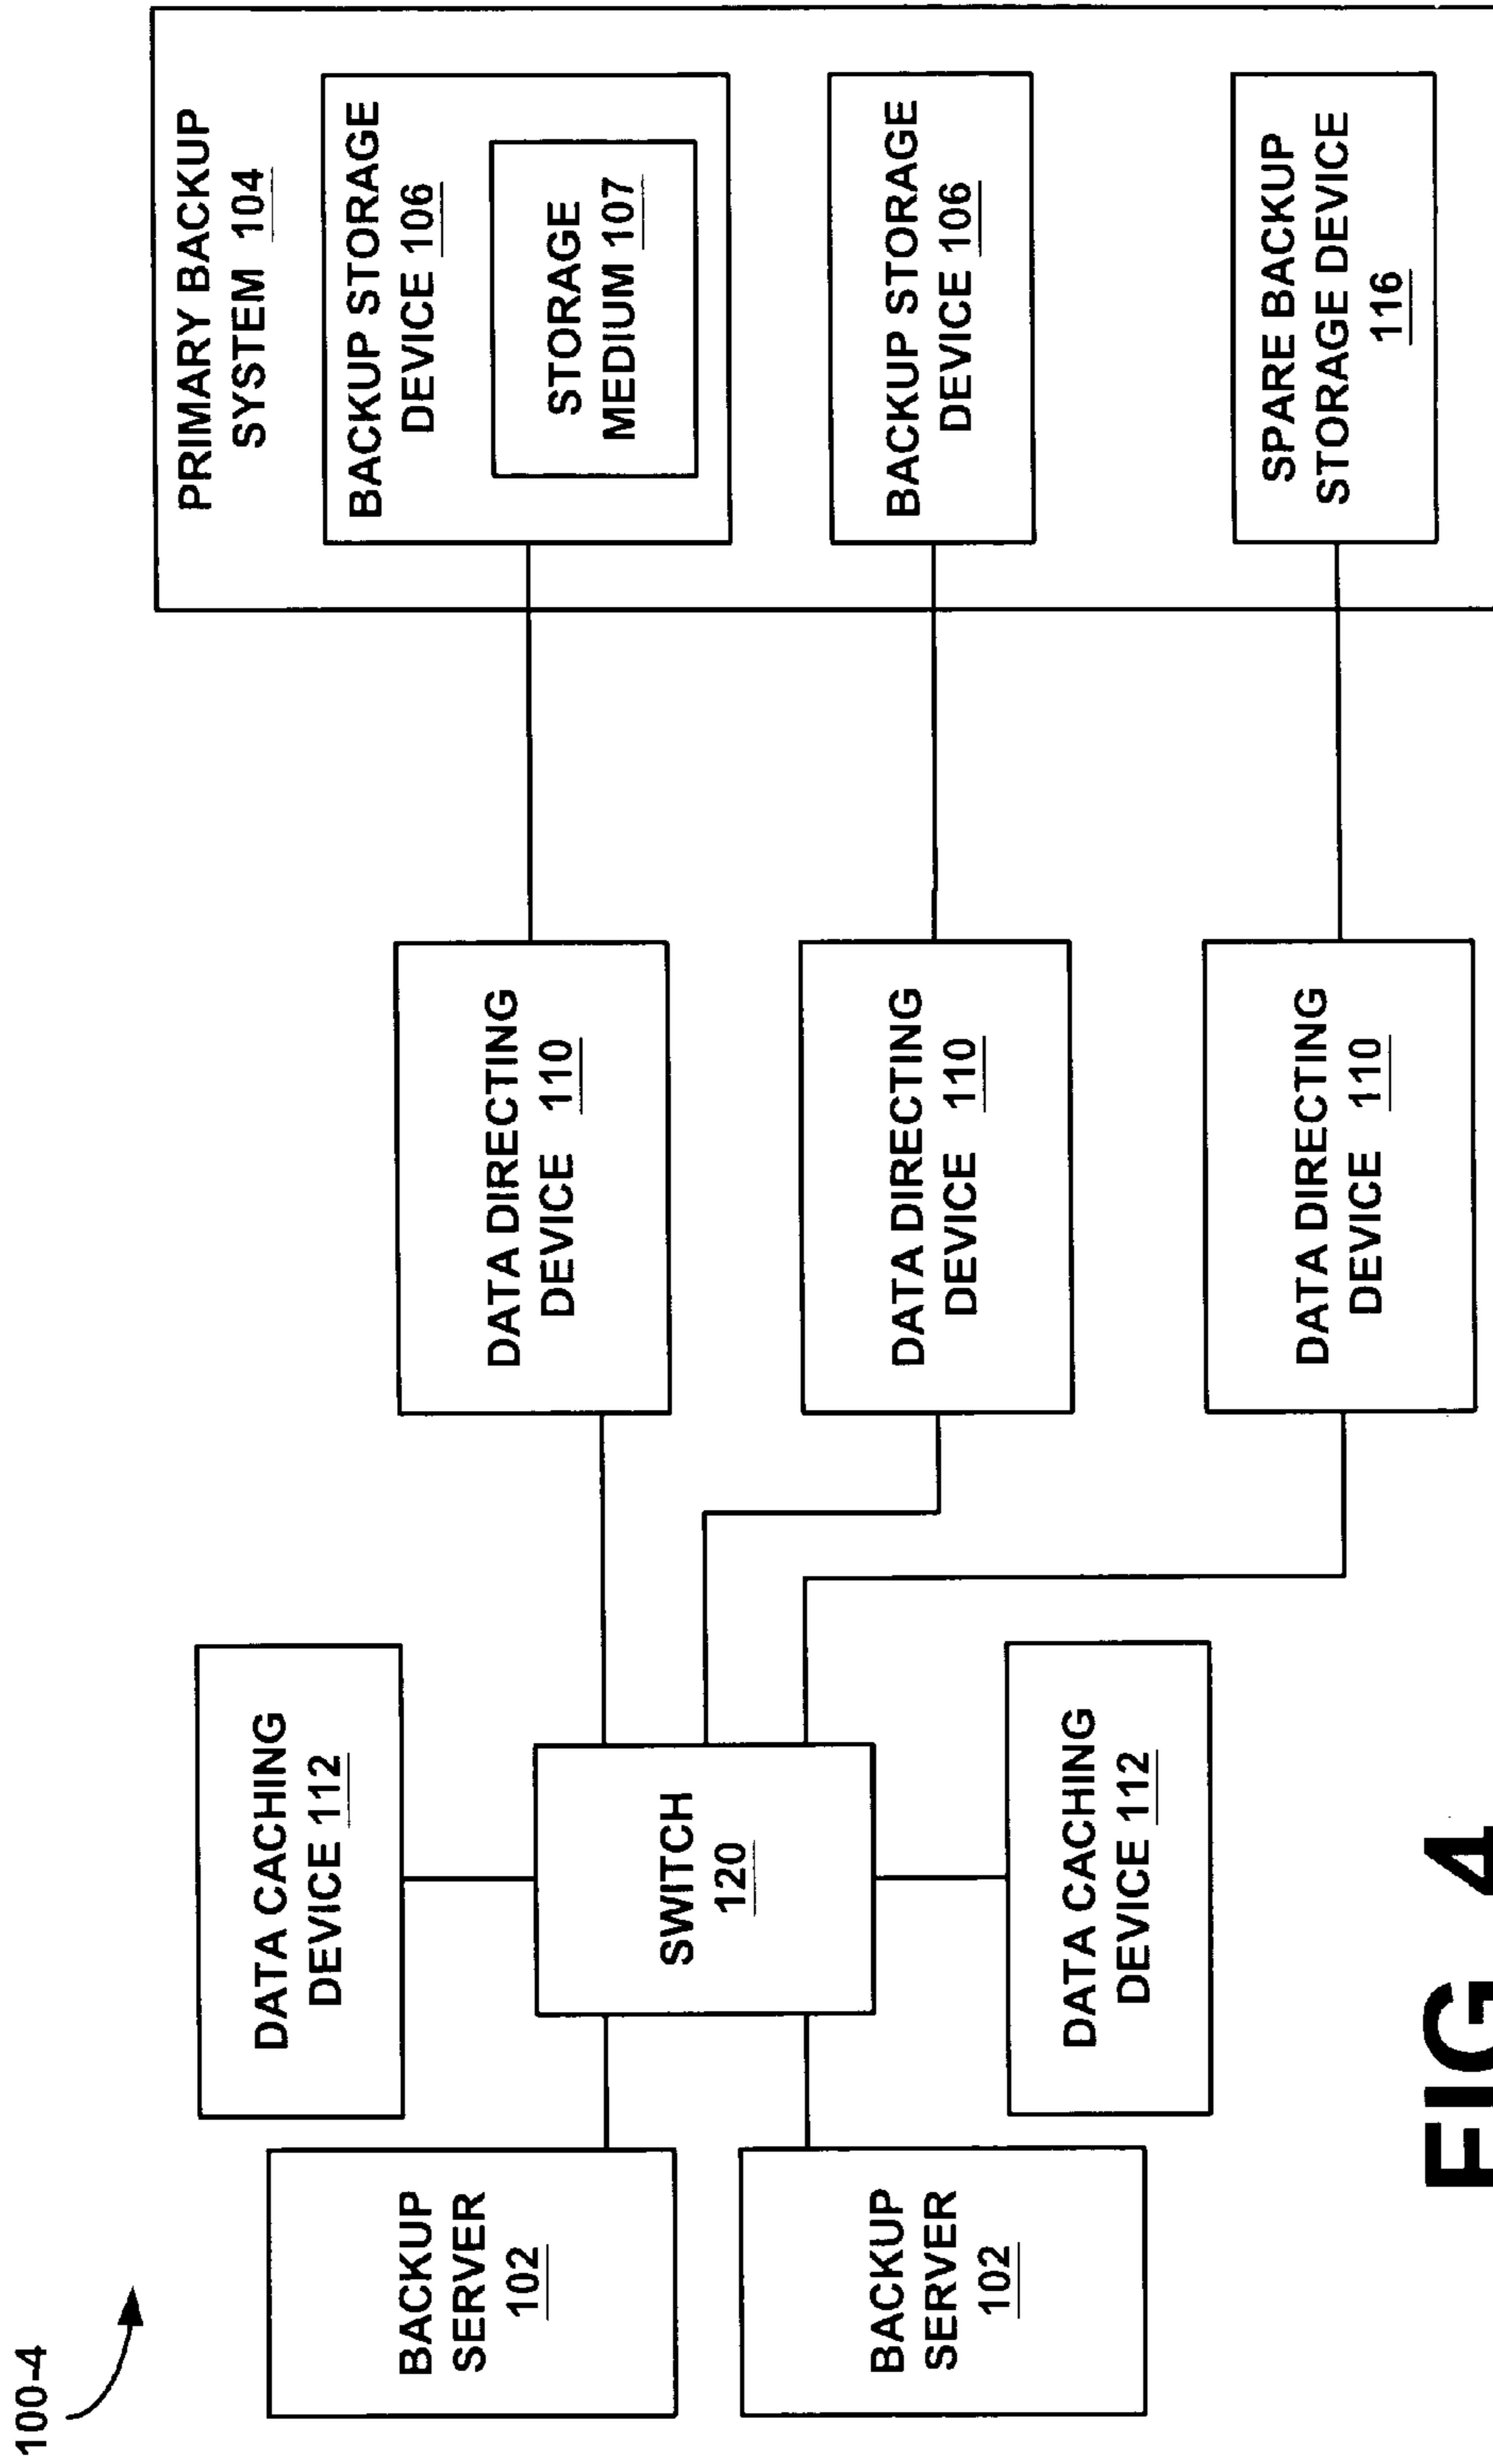 100-4
BACKUP
SERVER
102
BACKUP
SERVER
102
DATA CACHING
DEVICE 112
SWITCH
120
DATA CACHING
DEVICE 112
DATA DIRECTING
DEVICE 110
DATA DIRECTING
DEVICE 110
DATA DIRECTING
DEVICE 110
PRIMARY BACKUP
SYSTEM 104
BACKUP STORAGE
DEVICE 106
STORAGE
MEDIUM 107
BACKUP STORAGE
DEVICE 106
SPARE BACKUP
STORAGE DEVICE
116
FIG 4